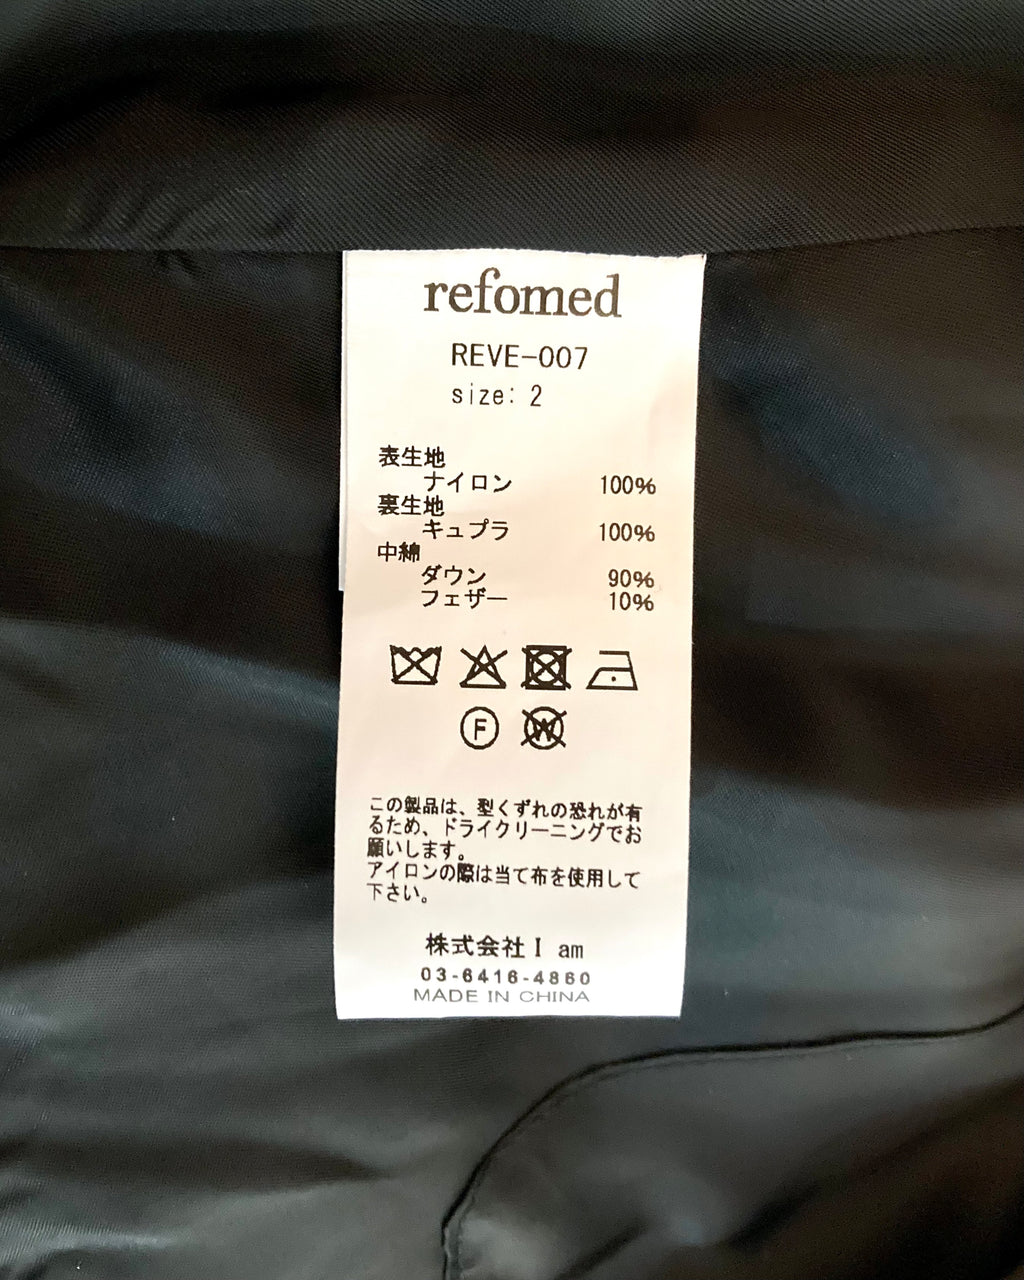 refomed
REVE-007
size: 2
表生地
ナイロン 100%
裏生地
キュプラ 100%
中綿
ダウン 90%
フェザー 10%
F W
この製品は、型くずれの恐れが有
るため、ドライクリーニングでお
願いします。
アイロンの際は当て布を使用して
下さい。
株式会社I am
03-6416-4860
MADE IN CHINA